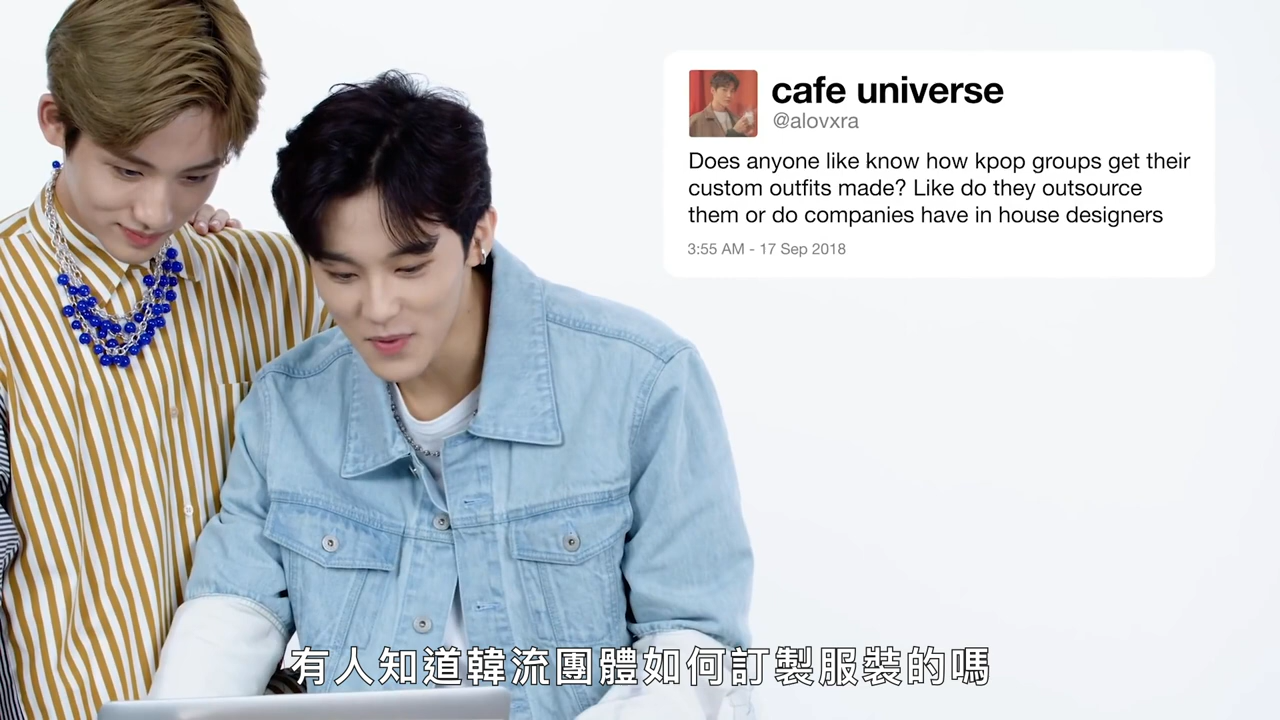 cafe universe
@alovxra
Does anyone like know how kpop groups get their
custom outfits made? Like do they outsource
them or do companies have in house designers
3:55 AM - 17 Sep 2018
有人知道韓流團體如何訂製服裝的嗎